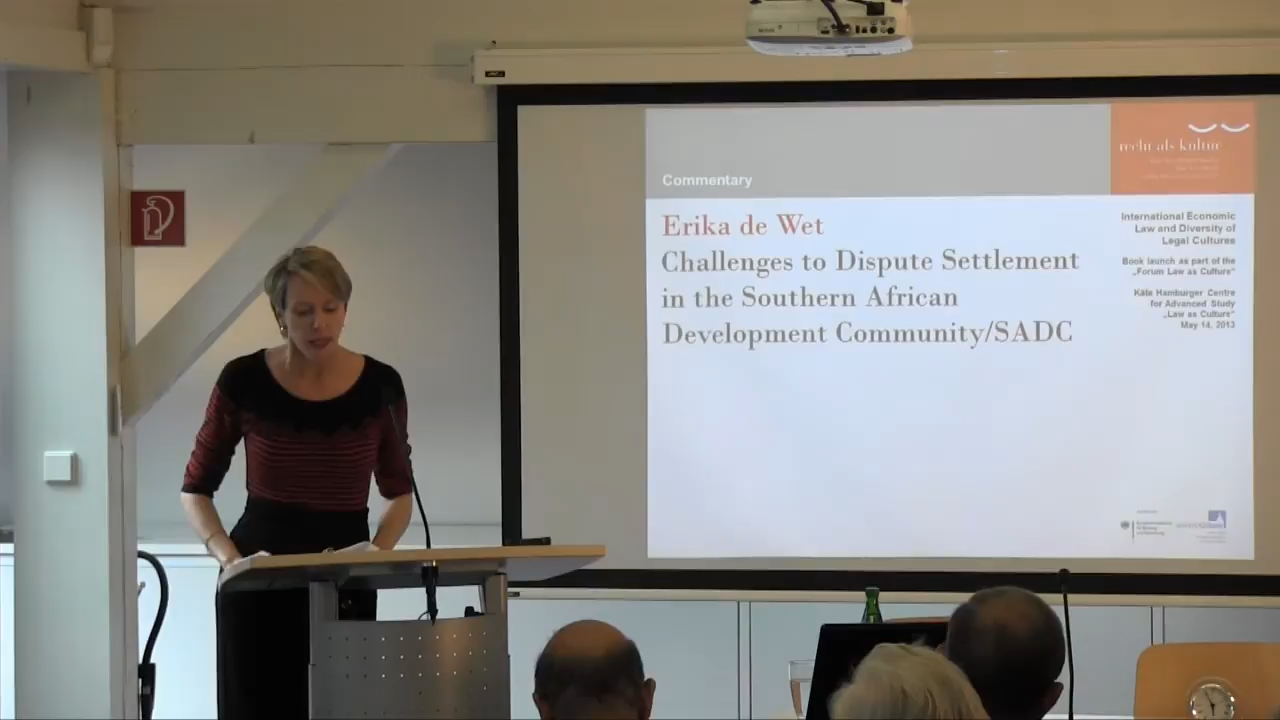 Commentary
recht als kultur
Erika de Wet
Challenges to Dispute Settlement
in the Southern African
Development Community/SADC
International Economic
Law and Diversity of
Legal Cultures
Book launch as part of the
„Forum Law as Culture“
Käte Hamburger Centre
for Advanced Study
„Law as Culture“
May 14, 2013